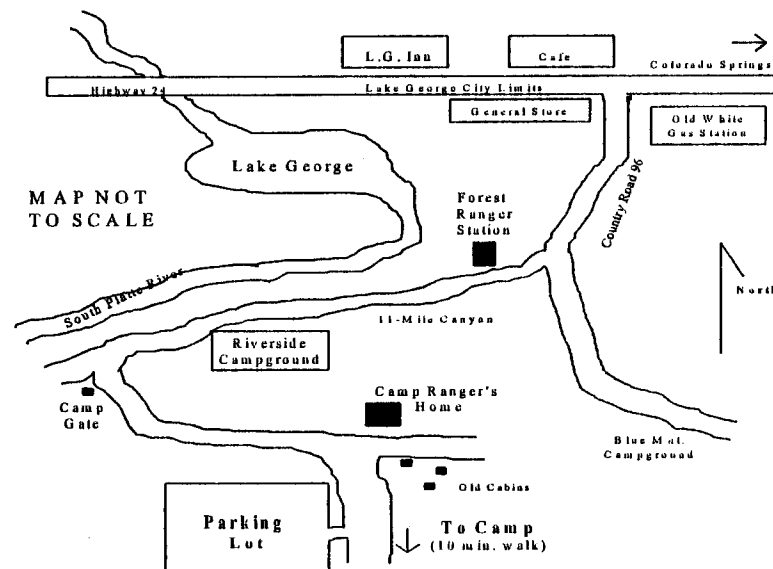 L.G. Inn
Cafe
Colorado Springs
Highway 24
Lake George City Limits
General Store
Old White
Gas Station
Lake George
Country Road 96
MAP NOT
TO SCALE
Forest
Ranger
Station
South Platte River
North
11-Mile Canyon
Riverside
Campground
Camp Ranger's
Home
Camp
Gate
Blue Mnt.
Campground
Old Cabins
Parking
Lot
To Camp
(10 min. walk)